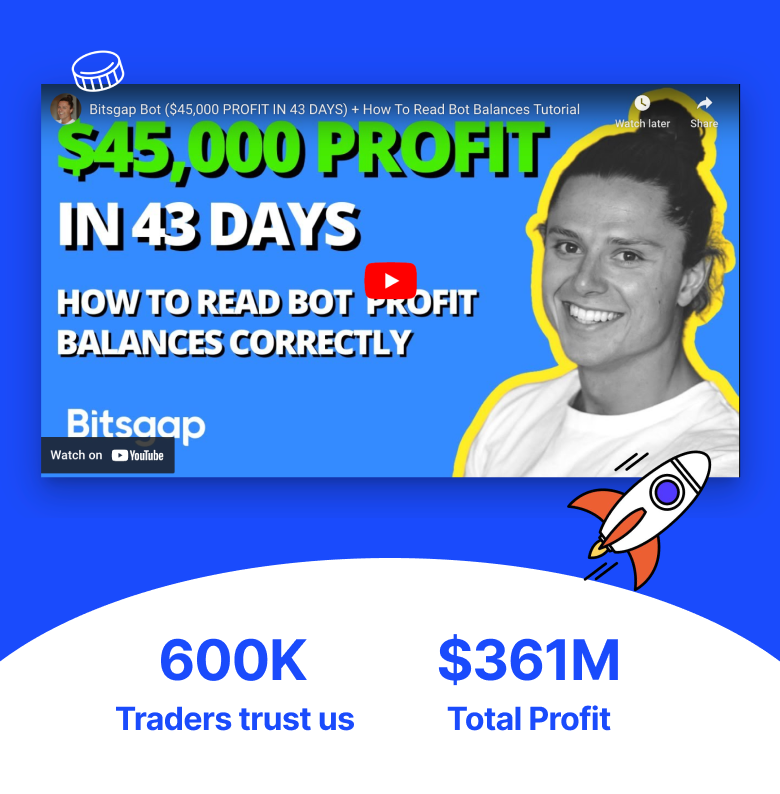 Bitsgap Bot ($45,000 PROFIT IN 43 DAYS) + How To Read Bot Balances Tutorial
Watch later
Share
$45,000 PROFIT
IN 43 DAYS
HOW TO READ BOT PROFIT
BALANCES CORRECTLY
Bitsgap
Watch on YouTube
600K
Traders trust us
$361M
Total Profit